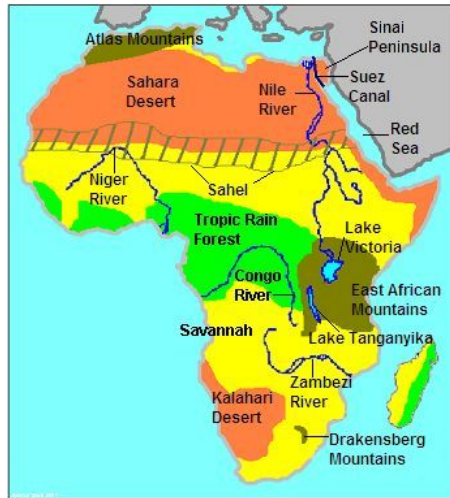 Atlas Mountains
Sinai
Peninsula
Sahara
Desert
Nile
River
Suez
Canal
Red
Sea
Niger
River
Sahel
Tropic Rain
Forest
Lake
Victoria
Congo
River
East African
Mountains
Savannah
Lake Tanganyika
Zambezi
River
Kalahari
Desert
Drakensberg
Mountains